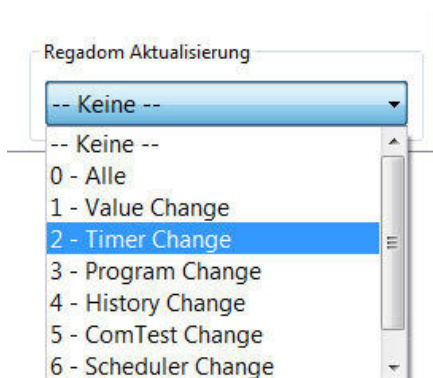 Regadom Aktualisierung
-- Keine --
-- Keine --
0 - Alle
1 - Value Change
2 - Timer Change
3 - Program Change
4 - History Change
5 - ComTest Change
6 - Scheduler Change